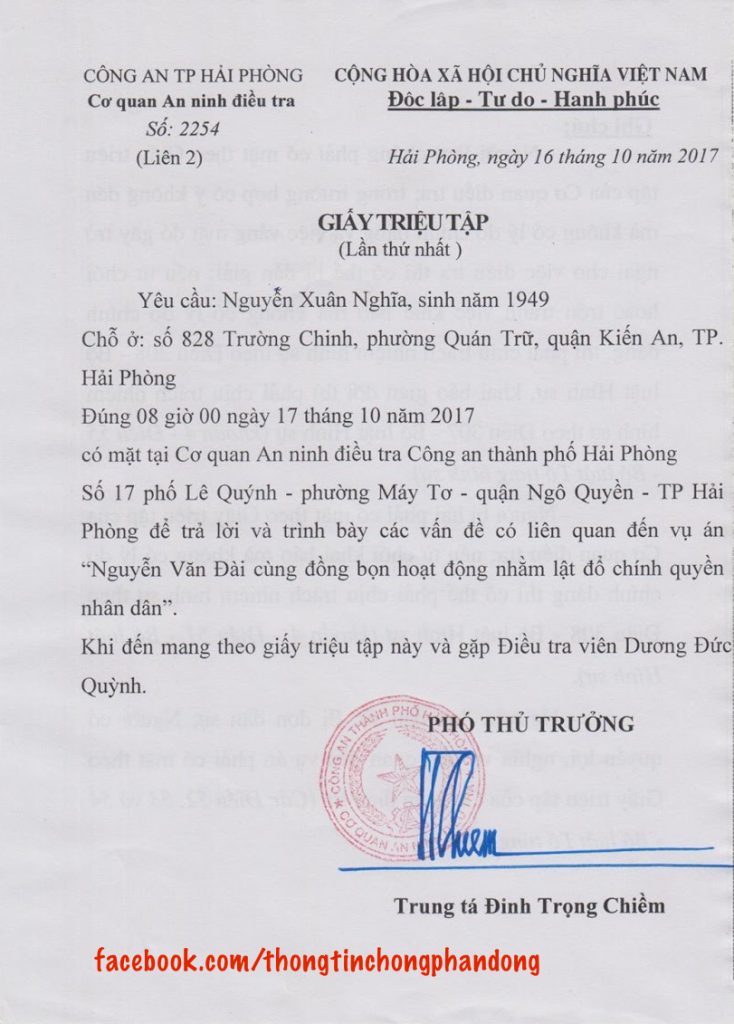 CÔNG AN TP HẢI PHÒNG
Cơ quan An ninh điều tra
Số: 2254
(Liên 2)
CỘNG HÒA XÃ HỘI CHỦ NGHĨA VIỆT NAM
Độc lập - Tư do - Hanh phúc
Hải Phòng, ngày 16 tháng 10 năm 2017
GIẤY TRIỆU TẬP
(Lần thứ nhất )
Yêu cầu: Nguyễn Xuân Nghĩa, sinh năm 1949
Chỗ ở: số 828 Trường Chinh, phường Quán Trữ, quận Kiến An, TP.
Hải Phòng
Đúng 08 giờ 00 ngày 17 tháng 10 năm 2017
có mặt tại Cơ quan An ninh điều tra Công an thành phố Hải Phòng
Số 17 phố Lê Quýnh - phường Máy Tơ - quận Ngô Quyền - TP Hải
Phòng để trả lời và trình bày các vấn đề có liên quan đến vụ án
“Nguyễn Văn Đài cùng đồng bọn hoạt động nhằm lật đổ chính quyền
nhân dân”.
Khi đến mang theo giấy triệu tập này và gặp Điều tra viên Dương Đức
Quỳnh.
PHÓ THỦ TRƯỞNG
CÔNG AN THÀNH PHỐ HẢI PHÒNG
CƠ QUAN AN
Trung tá Đinh Trọng Chiềm
facebook.com/thongtinchongphandong